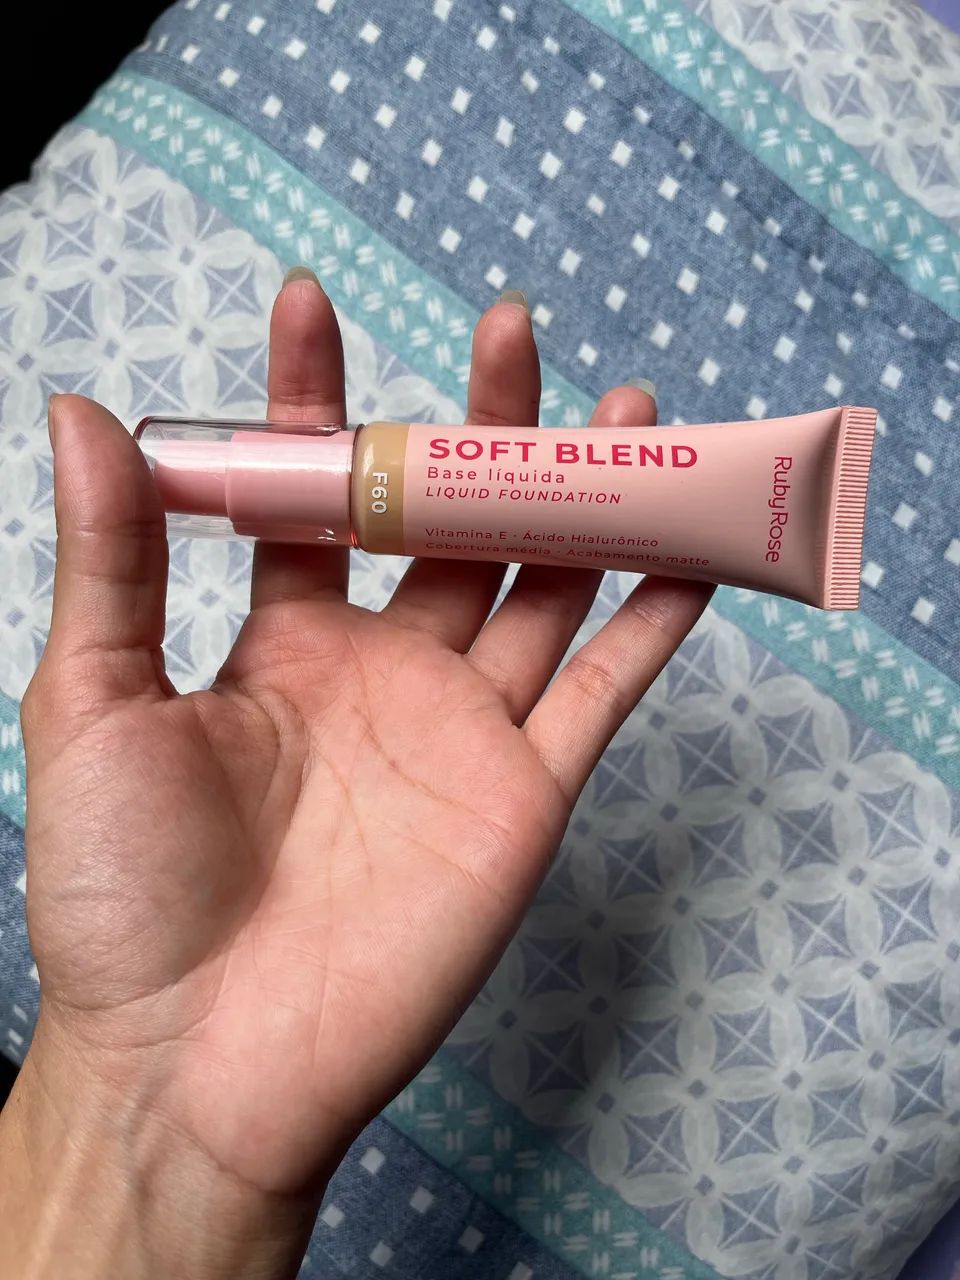 SOFT BLEND
Base líquida
LIQUID FOUNDATION
Vitamina E · Ácido Hialurônico
Cobertura média · Acabamento matte
F60
RubyRose